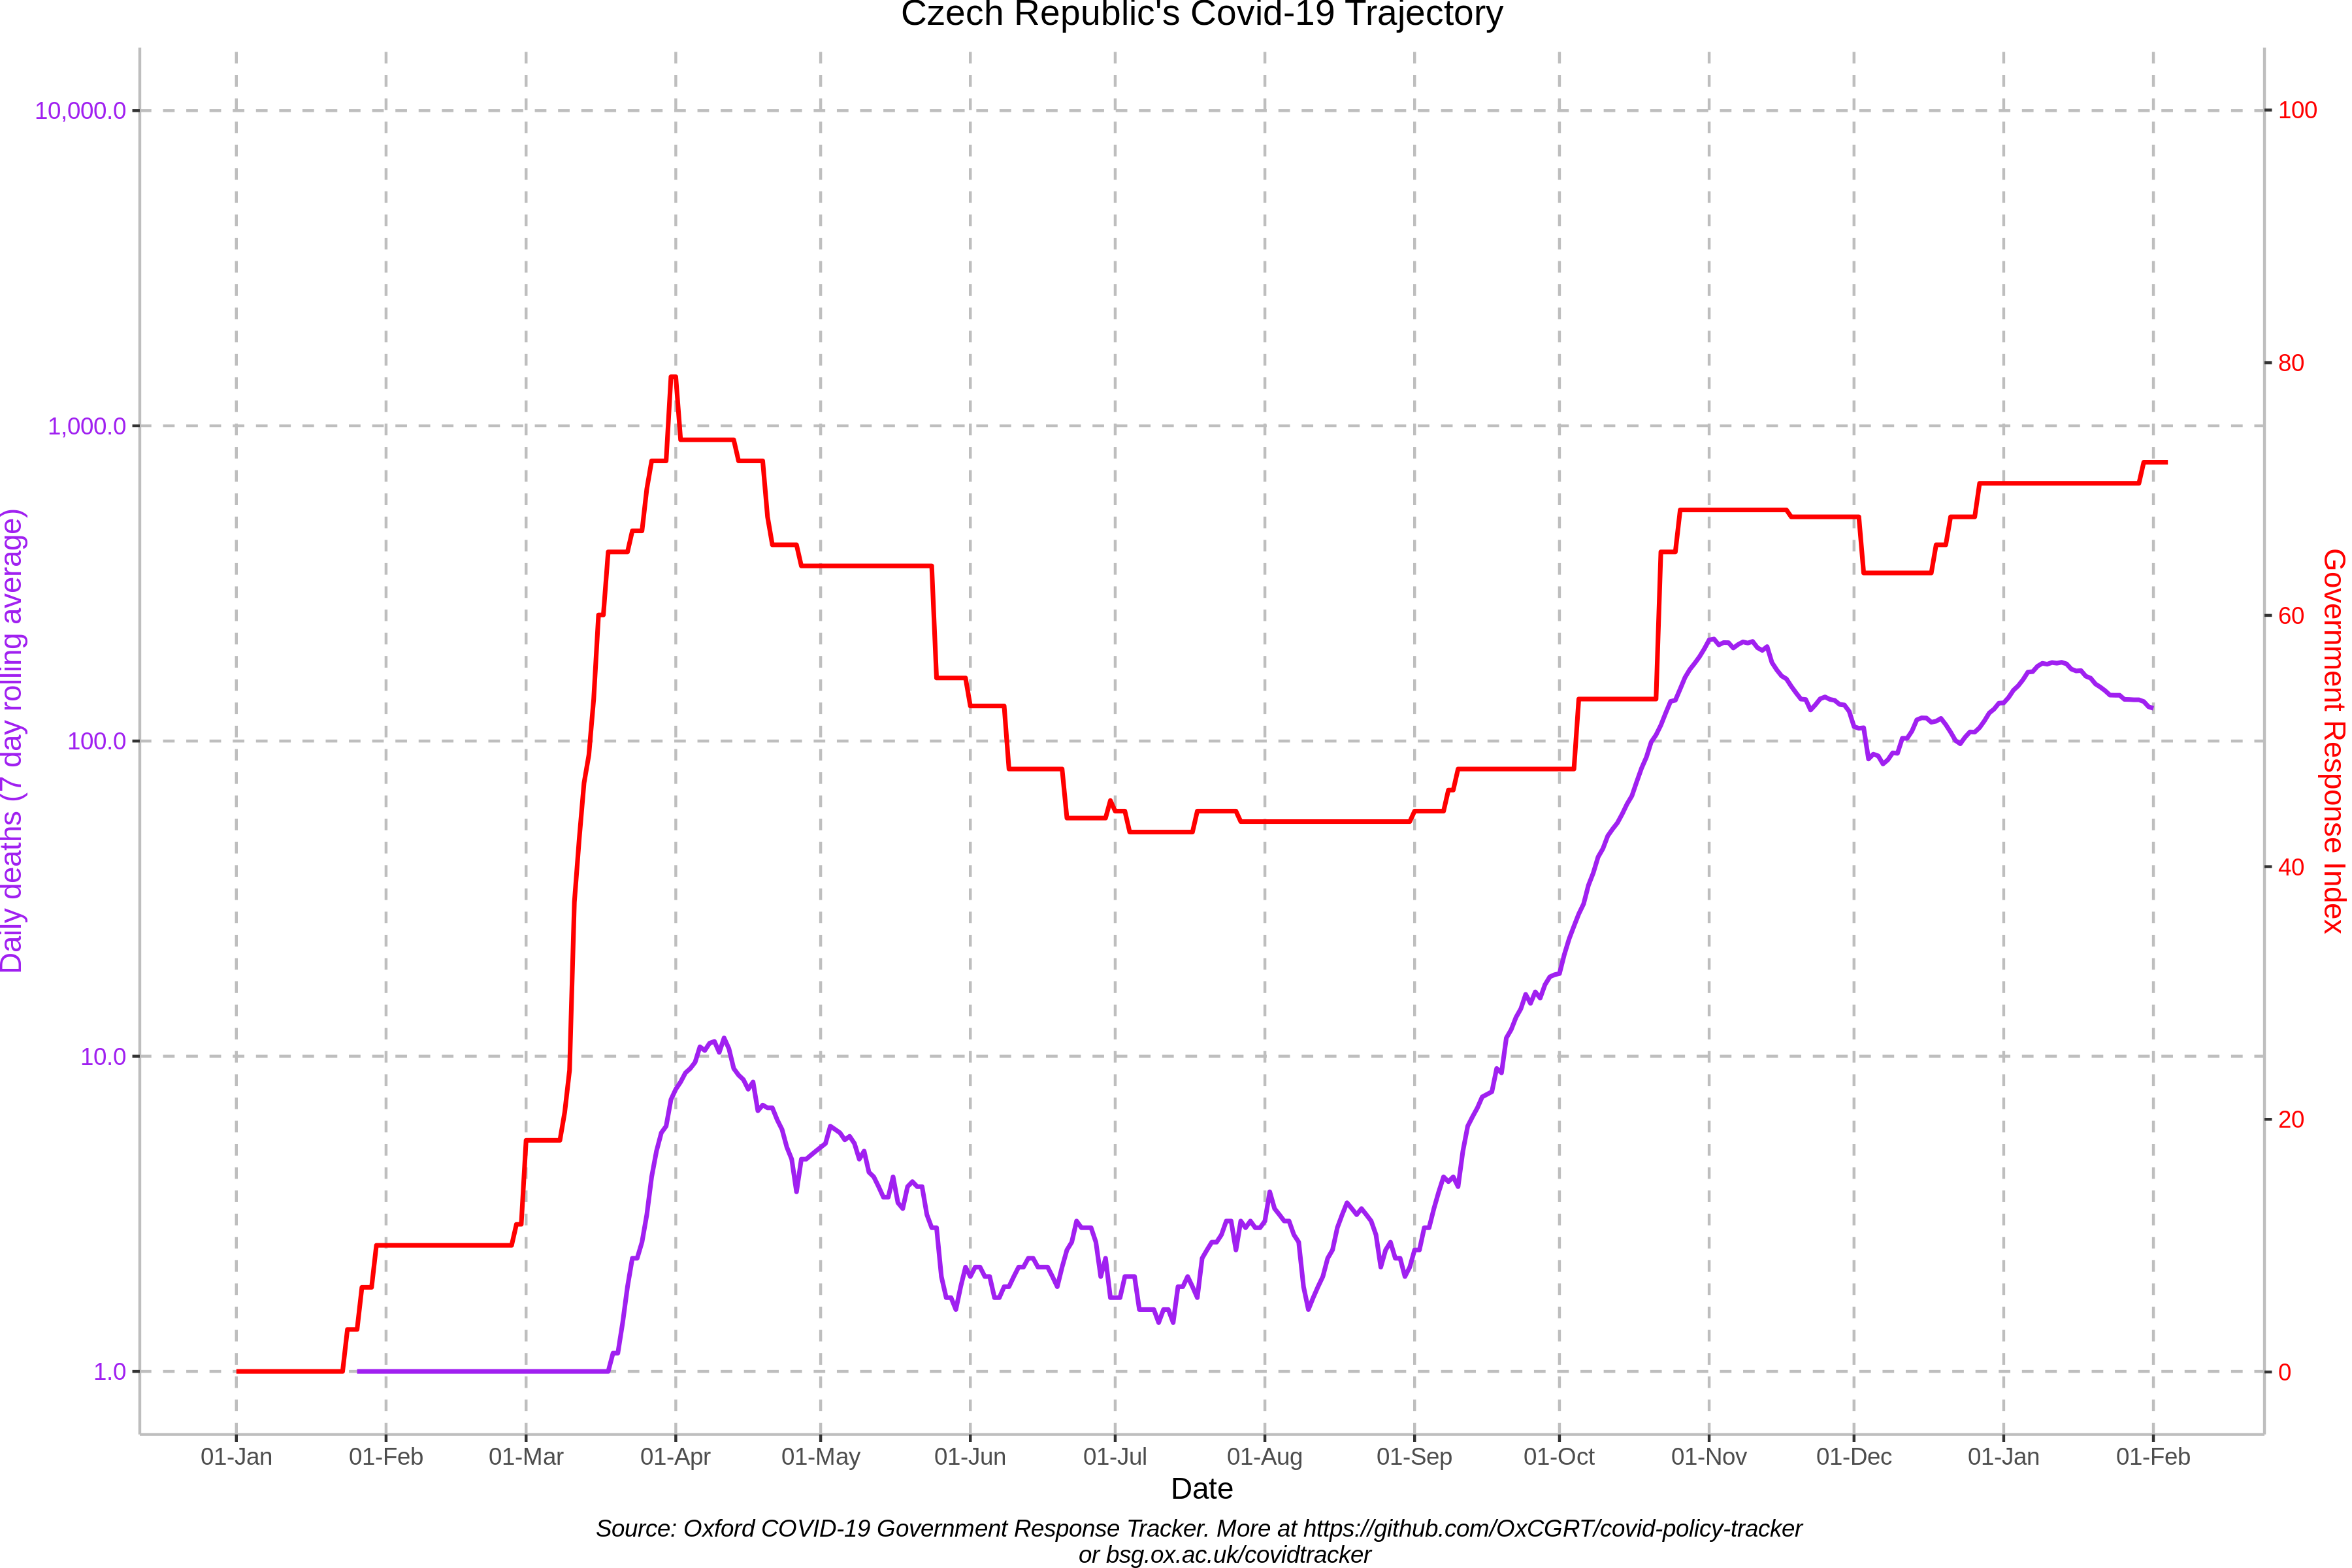 Czech Republic's Covid-19 Trajectory
Daily deaths (7 day rolling average)
10,000.0
1,000.0
100.0
10.0
1.0
100
80
60
40
20
0
Government Response Index
01-Jan 01-Feb 01-Mar 01-Apr 01-May 01-Jun 01-Jul 01-Aug 01-Sep 01-Oct 01-Nov 01-Dec 01-Jan 01-Feb
Date
Source: Oxford COVID-19 Government Response Tracker. More at https://github.com/OxCGRT/covid-policy-tracker
or bsg.ox.ac.uk/covidtracker